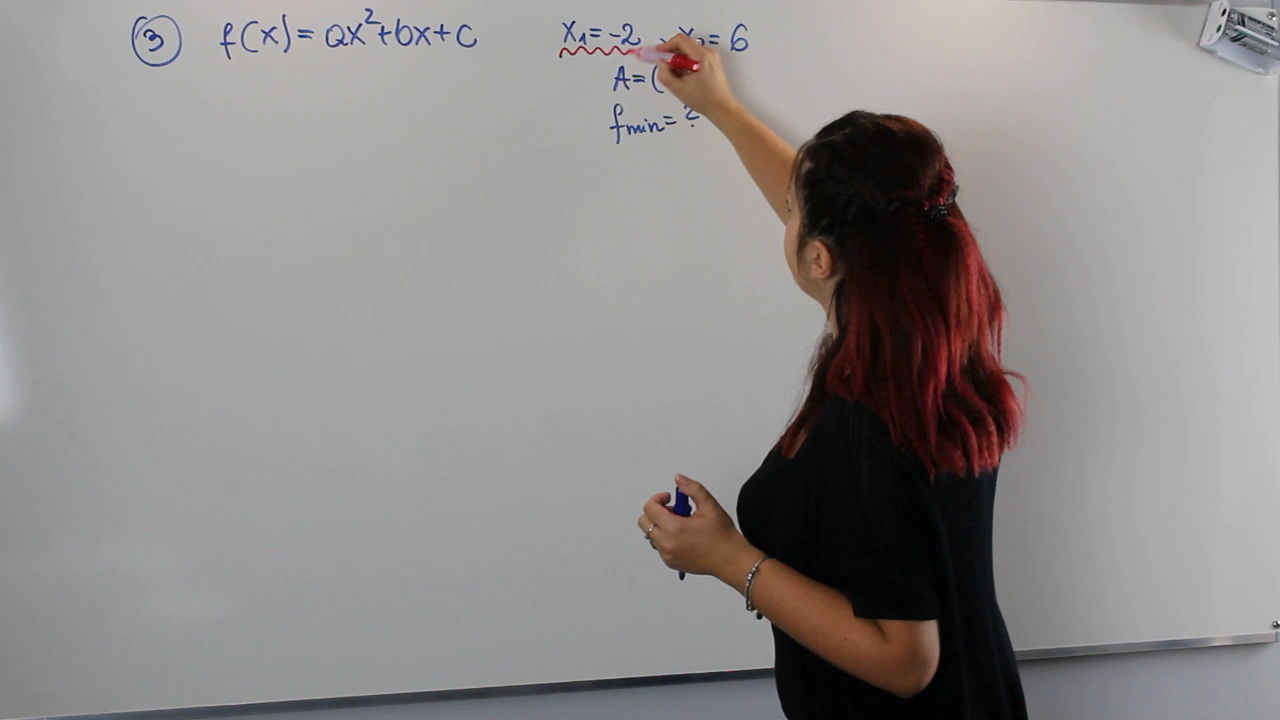 ③ f(x) = ax²+bx+c x₁=-2 x₂=6
A=(
fmin=?